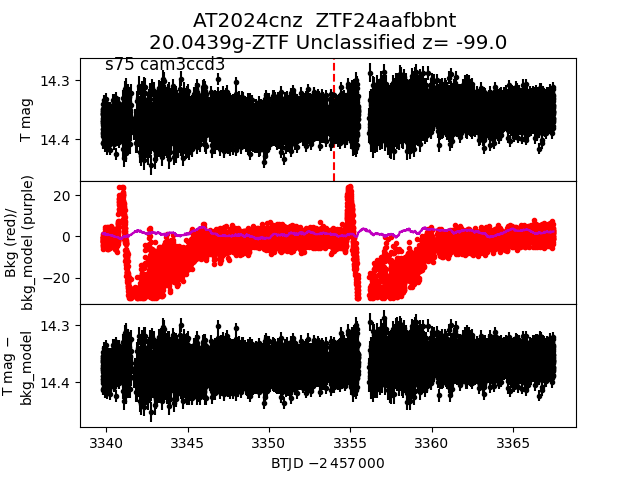 AT2024cnz  ZTF24aafbbnt
20.0439g-ZTF Unclassified z= -99.0
s75 cam3ccd3
14.3
14.4
T mag
20
0
−20
Bkg (red)/
bkg_model (purple)
14.3
14.4
T mag −
bkg_model
3340 3345 3350 3355 3360 3365
BTJD −2 457 000